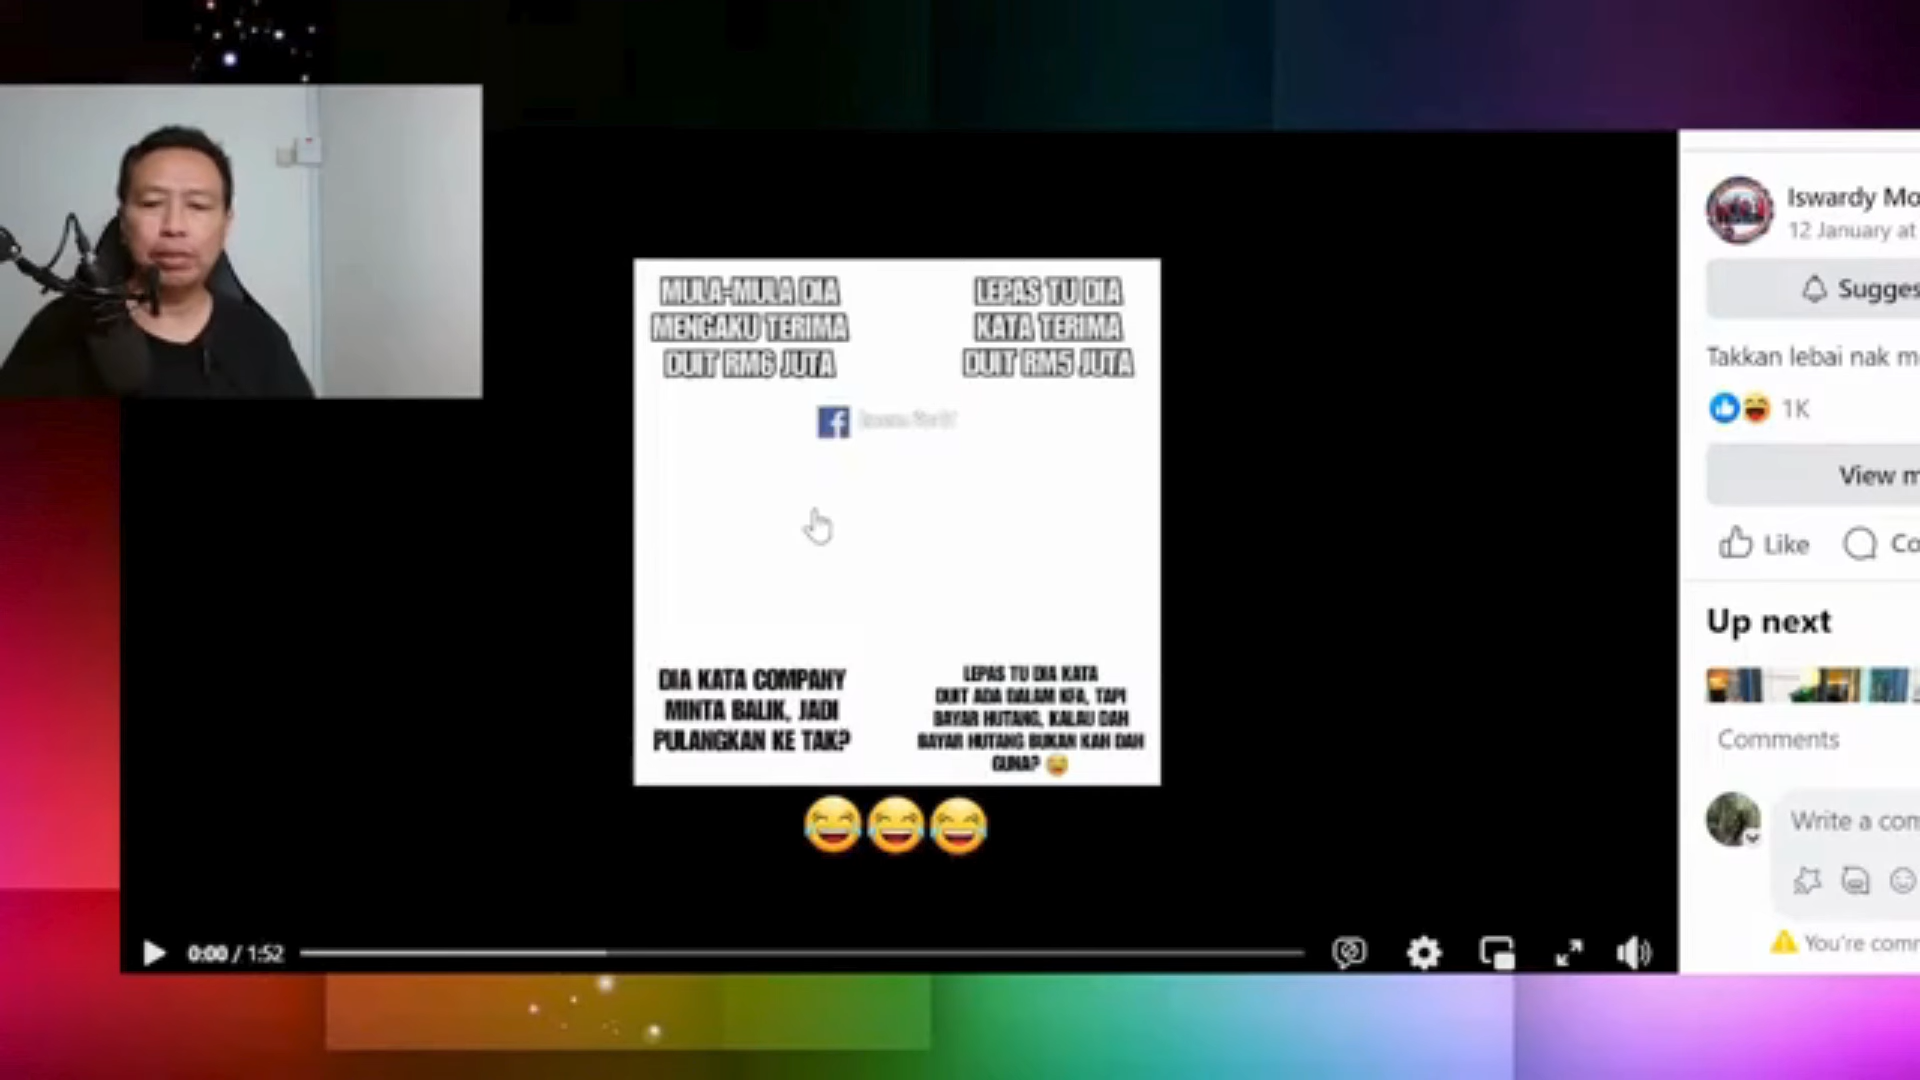 MULA-MULA DIA
MENGAKU TERIMA
DUIT RM6 JUTA
LEPAS TU DIA
KATA TERIMA
DUIT RM5 JUTA
DIA KATA COMPANY
MINTA BALIK, JADI
PULANGKAN KE TAK?
LEPAS TU DIA KATA
DUIT ADA DALAM KFA, TAPI
BAYAR HUTANG, KALAU DAH
BAYAR HUTANG BUKAN KAH DAH
GUNA? 😂
😂😂😂
0:00 / 1:52
Iswardy Mo
12 January at
Sugges
Takkan lebai nak m
1K
View m
Like
Co
Up next
Comments
Write a com
You're comm